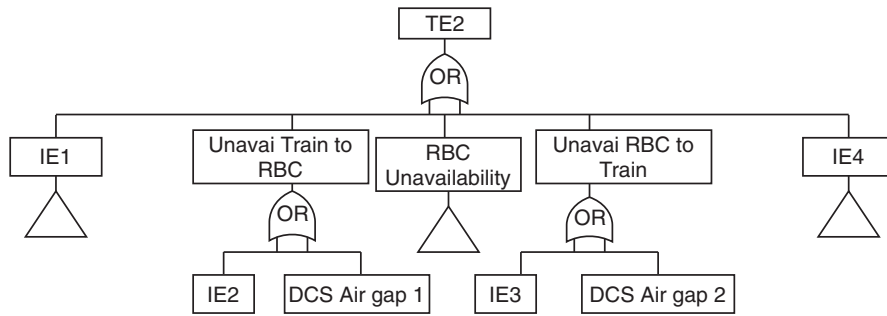 TE2
OR
IE1
Unavai Train to
RBC
RBC
Unavailability
Unavai RBC to
Train
IE4
OR
OR
IE2
DCS Air gap 1
IE3
DCS Air gap 2